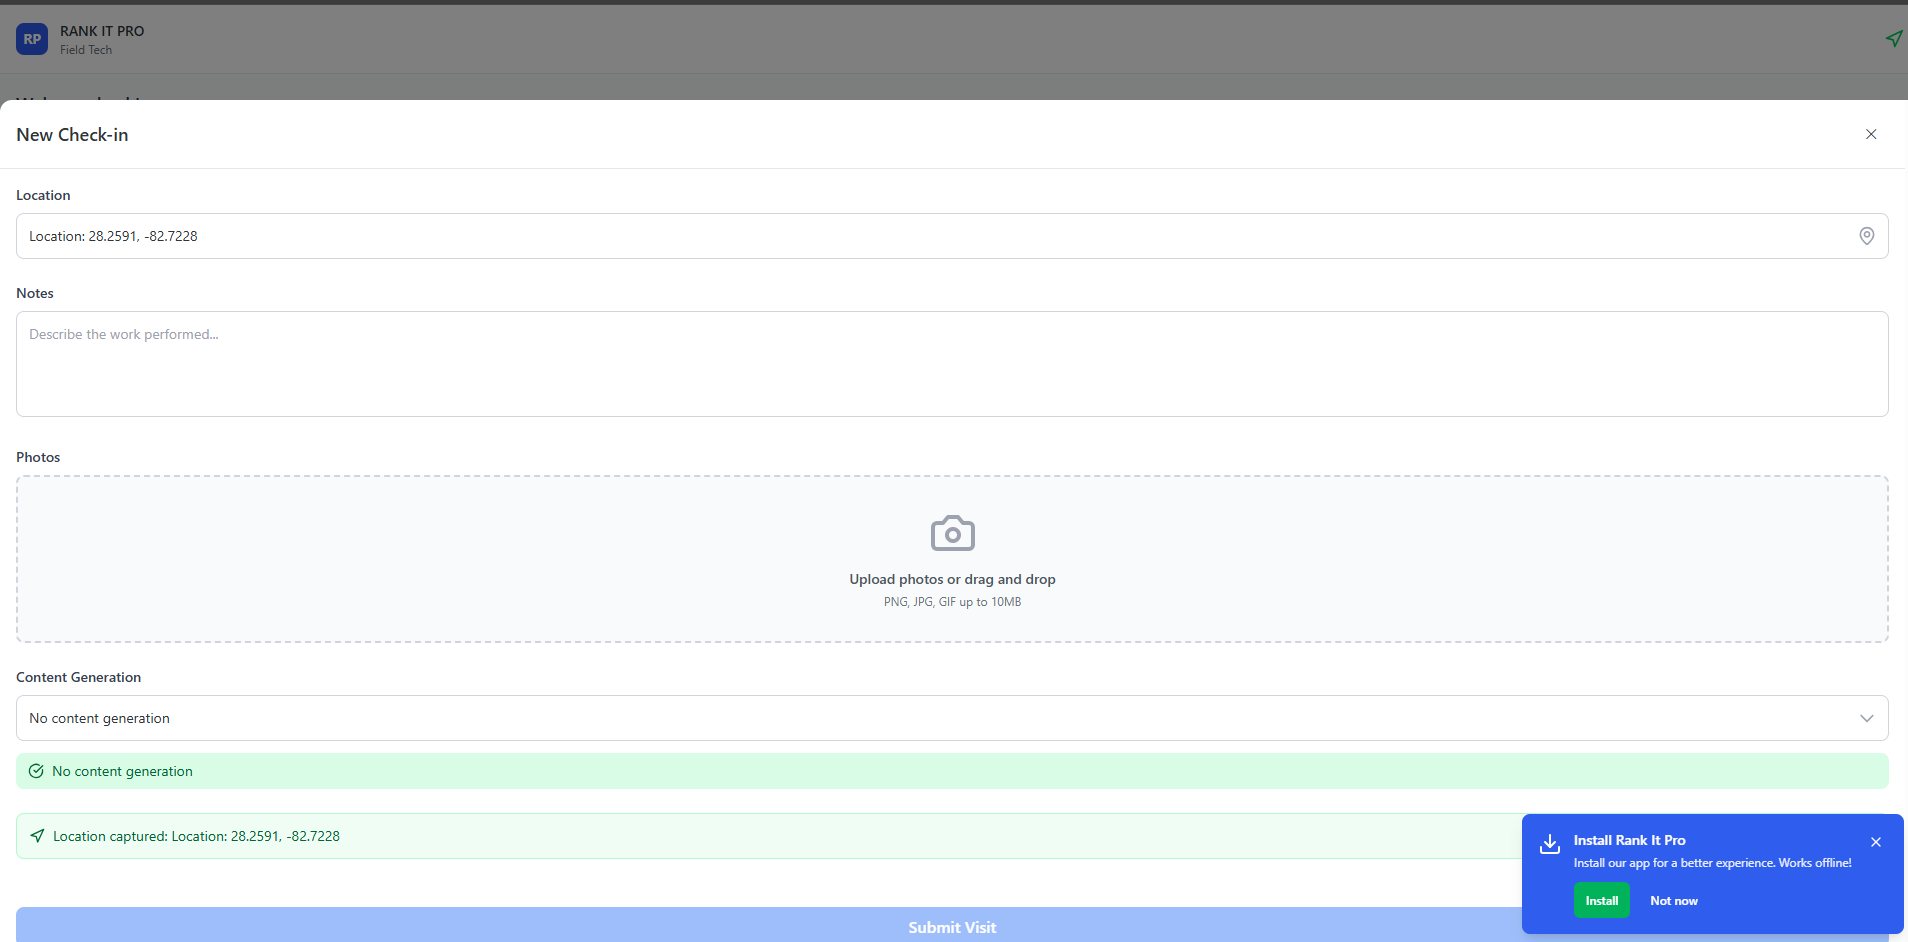 RP
RANK IT PRO
Field Tech
New Check-in
Location
Location: 28.2591, -82.7228
Notes
Describe the work performed...
Photos
Upload photos or drag and drop
PNG, JPG, GIF up to 10MB
Content Generation
No content generation
No content generation
Location captured: Location: 28.2591, -82.7228
Submit Visit
Install Rank It Pro
Install our app for a better experience. Works offline!
Install
Not now